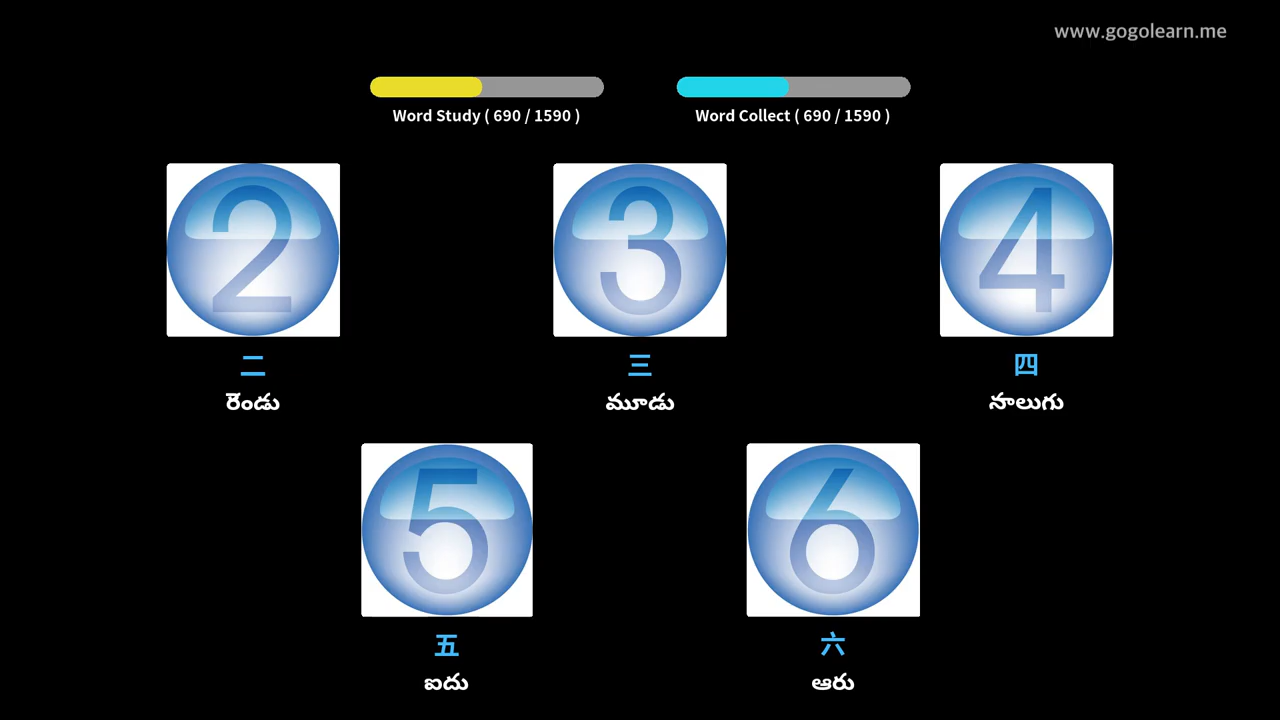 www.gogolearn.me
Word Study ( 690 / 1590 )
Word Collect ( 690 / 1590 )
2
3
4
二
三
四
రెండు
మూడు
నాలుగు
5
6
五
六
ఐదు
ఆరు